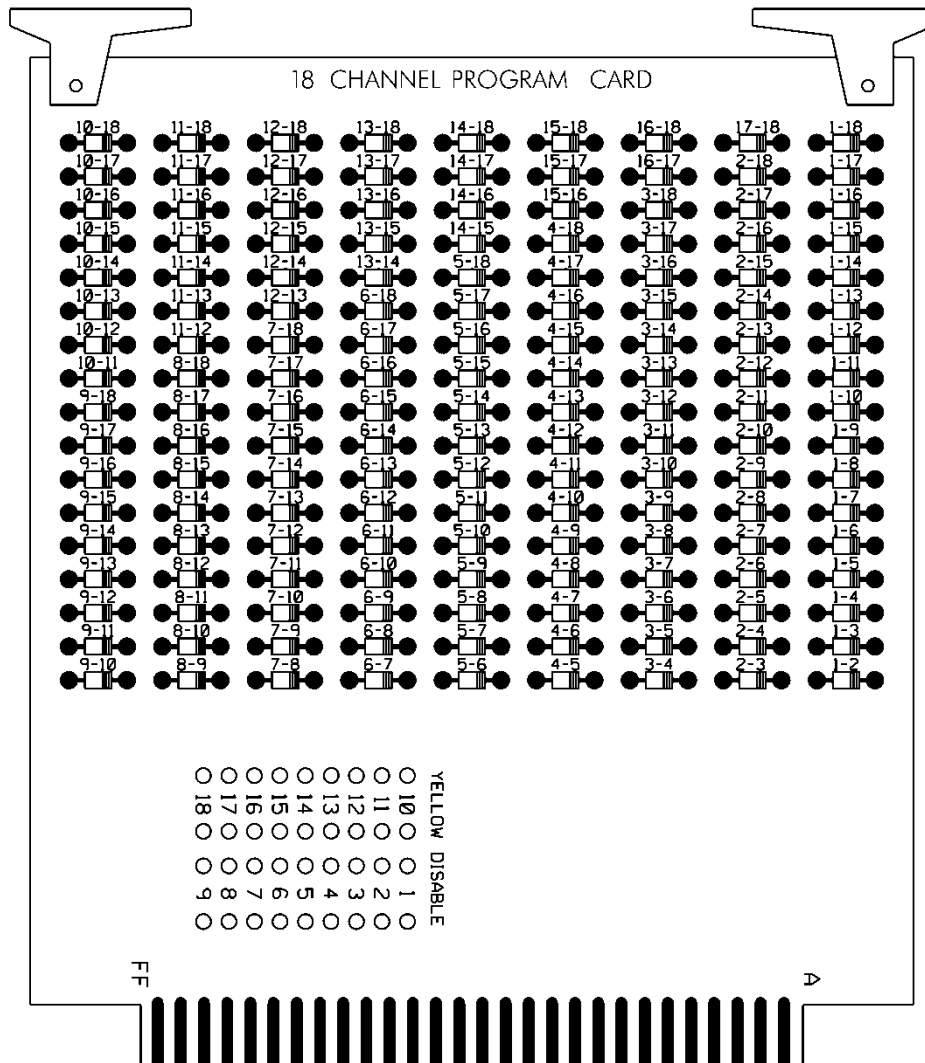 18 CHANNEL PROGRAM CARD
10-18 11-18 12-18 13-18 14-18 15-18 16-18 17-18 1-18
10-17 11-17 12-17 13-17 14-17 15-17 16-17 2-18 1-17
10-16 11-16 12-16 13-16 14-16 15-16 3-18 2-17 1-16
10-15 11-15 12-15 13-15 14-15 4-18 3-17 2-16 1-15
10-14 11-14 12-14 13-14 5-18 4-17 3-16 2-15 1-14
10-13 11-13 12-13 6-18 5-17 4-16 3-15 2-14 1-13
10-12 11-12 7-18 6-17 5-16 4-15 3-14 2-13 1-12
10-11 8-18 7-17 6-16 5-15 4-14 3-13 2-12 1-11
9-18 8-17 7-16 6-15 5-14 4-13 3-12 2-11 1-10
9-17 8-16 7-15 6-14 5-13 4-12 3-11 2-10 1-9
9-16 8-15 7-14 6-13 5-12 4-11 3-10 2-9 1-8
9-15 8-14 7-13 6-12 5-11 4-10 3-9 2-8 1-7
9-14 8-13 7-12 6-11 5-10 4-9 3-8 2-7 1-6
9-13 8-12 7-11 6-10 5-9 4-8 3-7 2-6 1-5
9-12 8-11 7-10 6-9 5-8 4-7 3-6 2-5 1-4
9-11 8-10 7-9 6-8 5-7 4-6 3-5 2-4 1-3
9-10 8-9 7-8 6-7 5-6 4-5 3-4 2-3 1-2
YELLOW DISABLE
10 1
11 2
12 3
13 4
14 5
15 6
16 7
17 8
18 9
FF
A